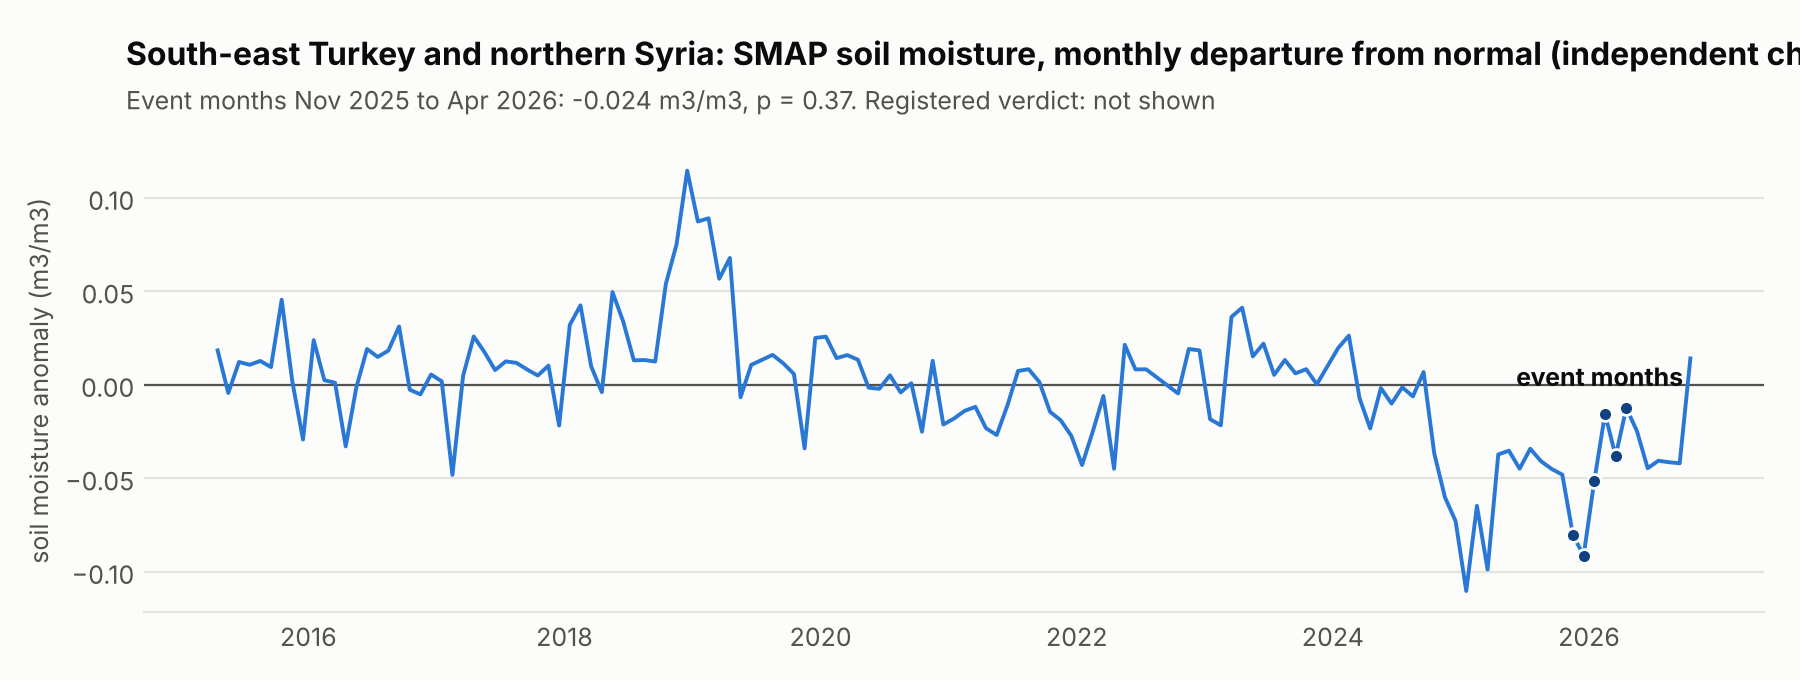 South-east Turkey and northern Syria: SMAP soil moisture, monthly departure from normal (independent ch
Event months Nov 2025 to Apr 2026: -0.024 m3/m3, p = 0.37. Registered verdict: not shown
soil moisture anomaly (m3/m3)
0.10
0.05
0.00
−0.05
−0.10
event months
2016 2018 2020 2022 2024 2026